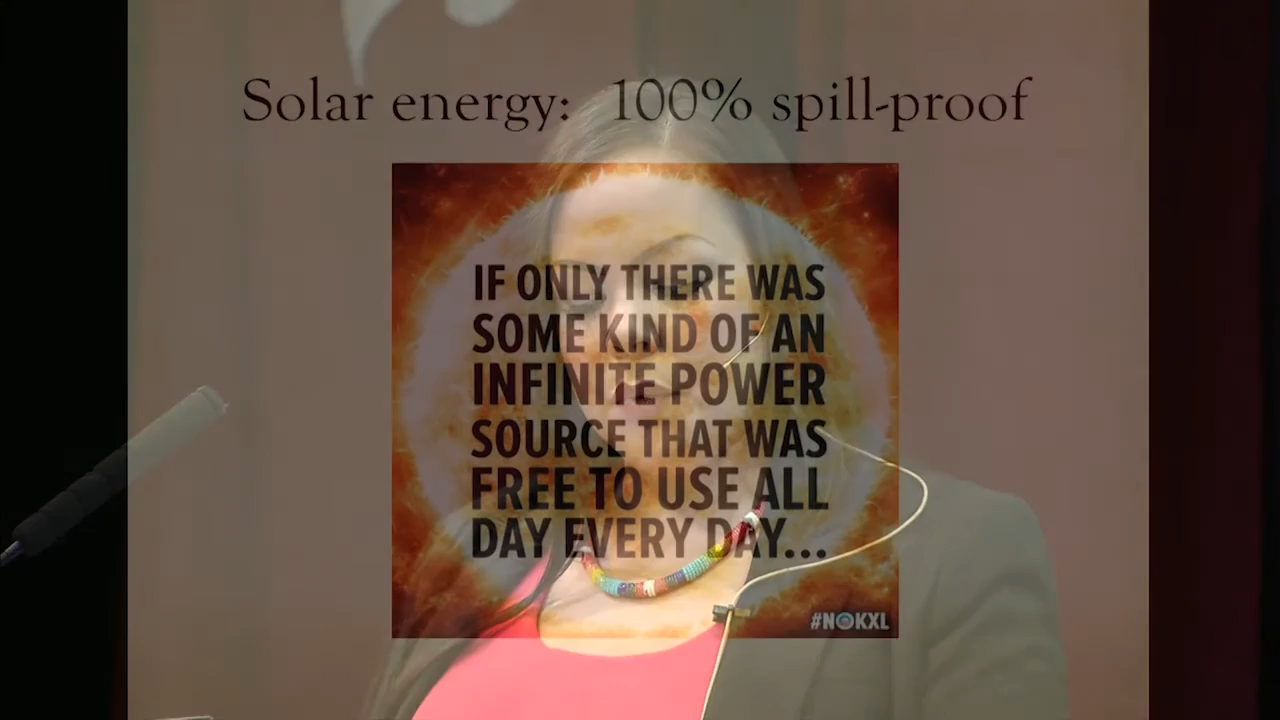 Solar energy: 100% spill-proof
IF ONLY THERE WAS
SOME KIND OF AN
INFINITE POWER
SOURCE THAT WAS
FREE TO USE ALL
DAY EVERY DAY...
#NOKXL